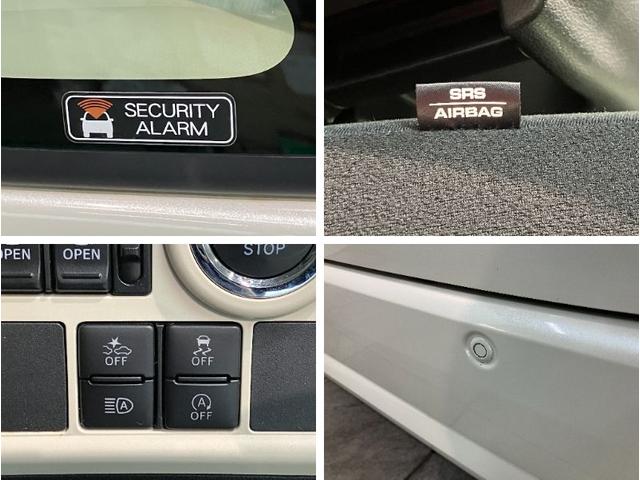 SECURITY
ALARM
SRS
AIRBAG
OPEN
OPEN
STOP
OFF
OFF
A
A
OFF